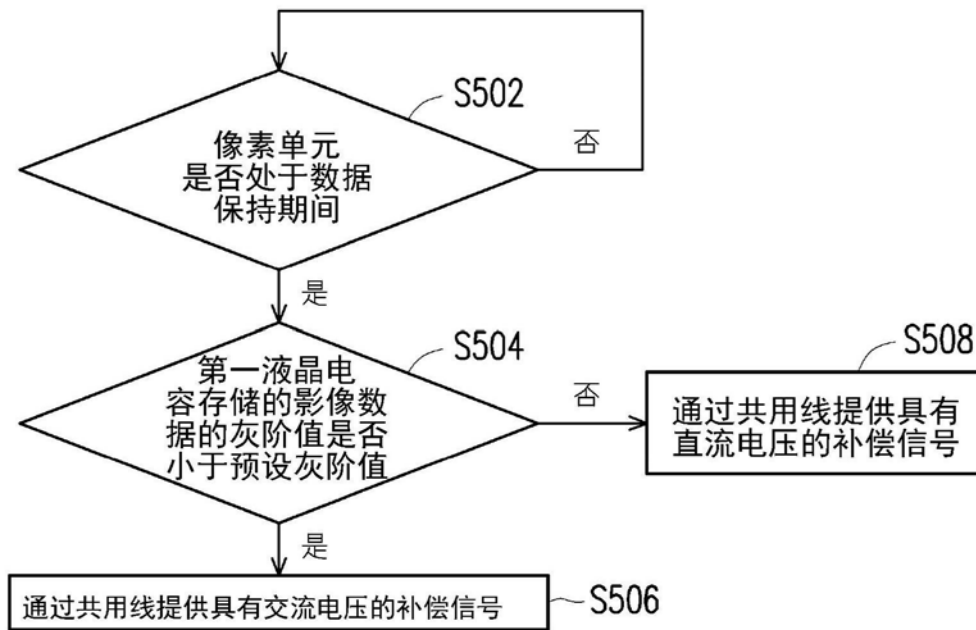 S502
像素单元
是否处于数据
保持期间
否
是
S504
第一液晶电
容存储的影像数
据的灰阶值是否
小于预设灰阶值
否
S508
通过共用线提供具有
直流电压的补偿信号
是
通过共用线提供具有交流电压的补偿信号
S506